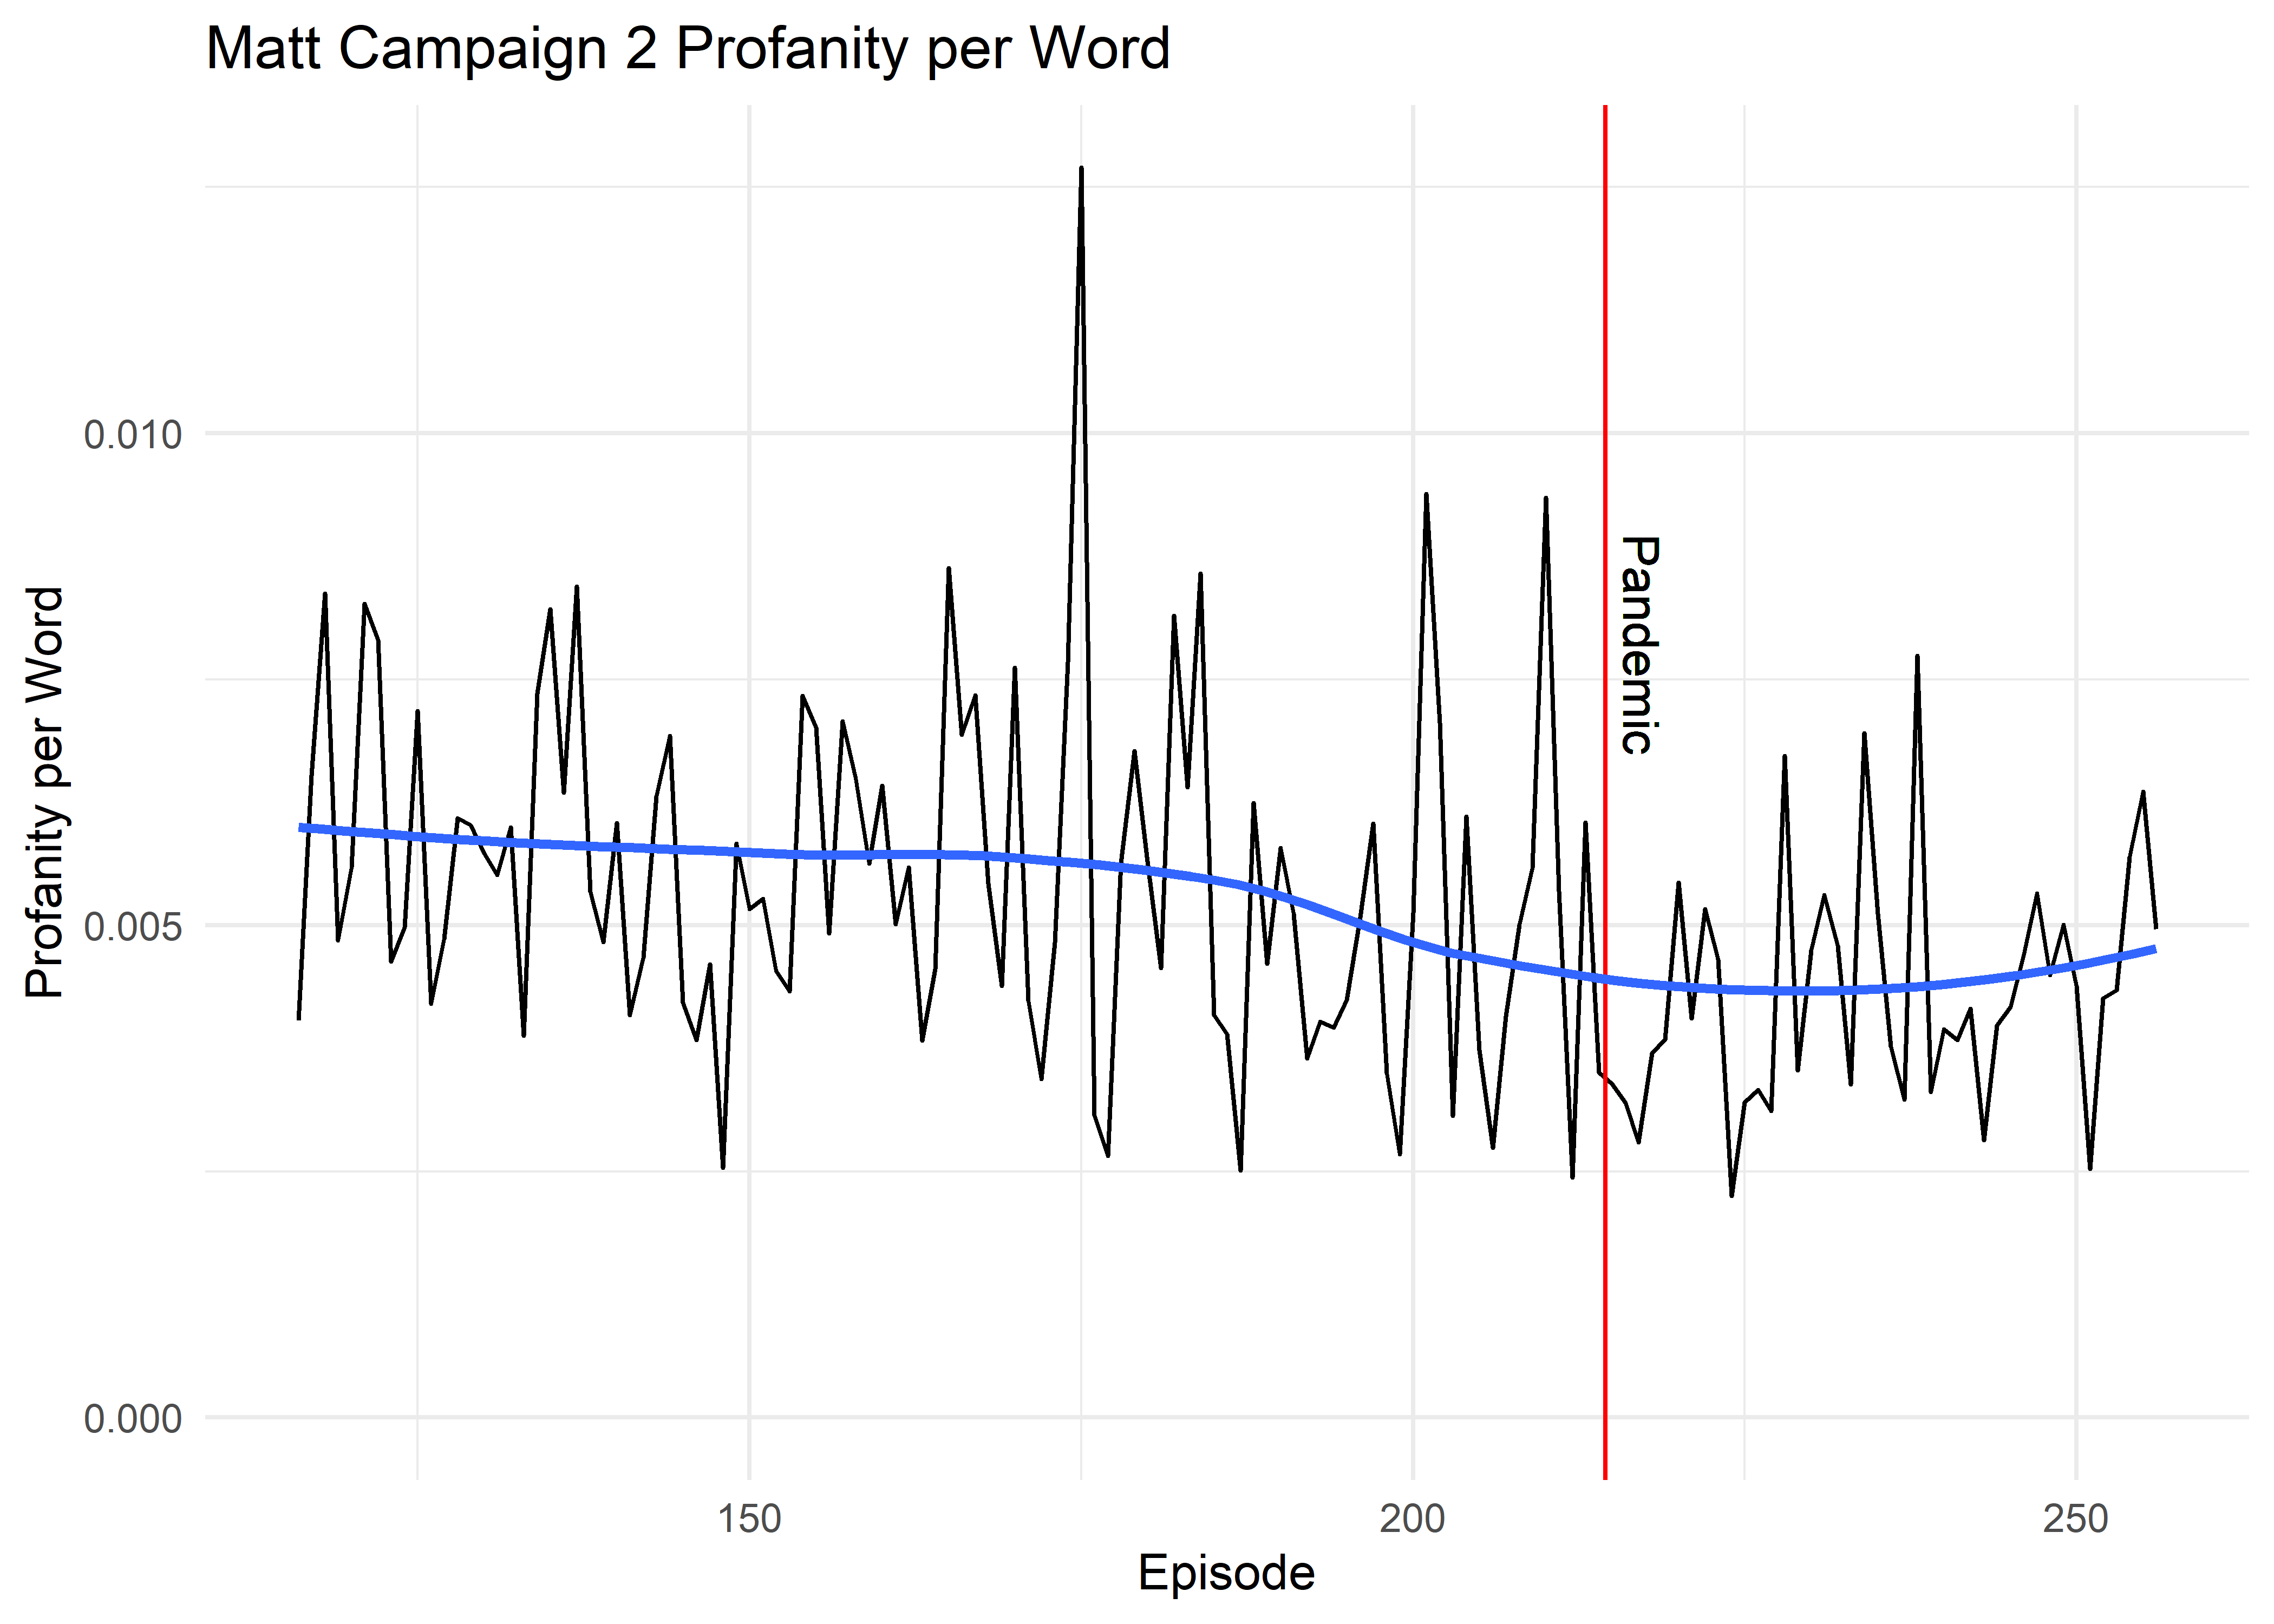 Matt Campaign 2 Profanity per Word
Profanity per Word
0.010
0.005
0.000
Pandemic
150
200
250
Episode